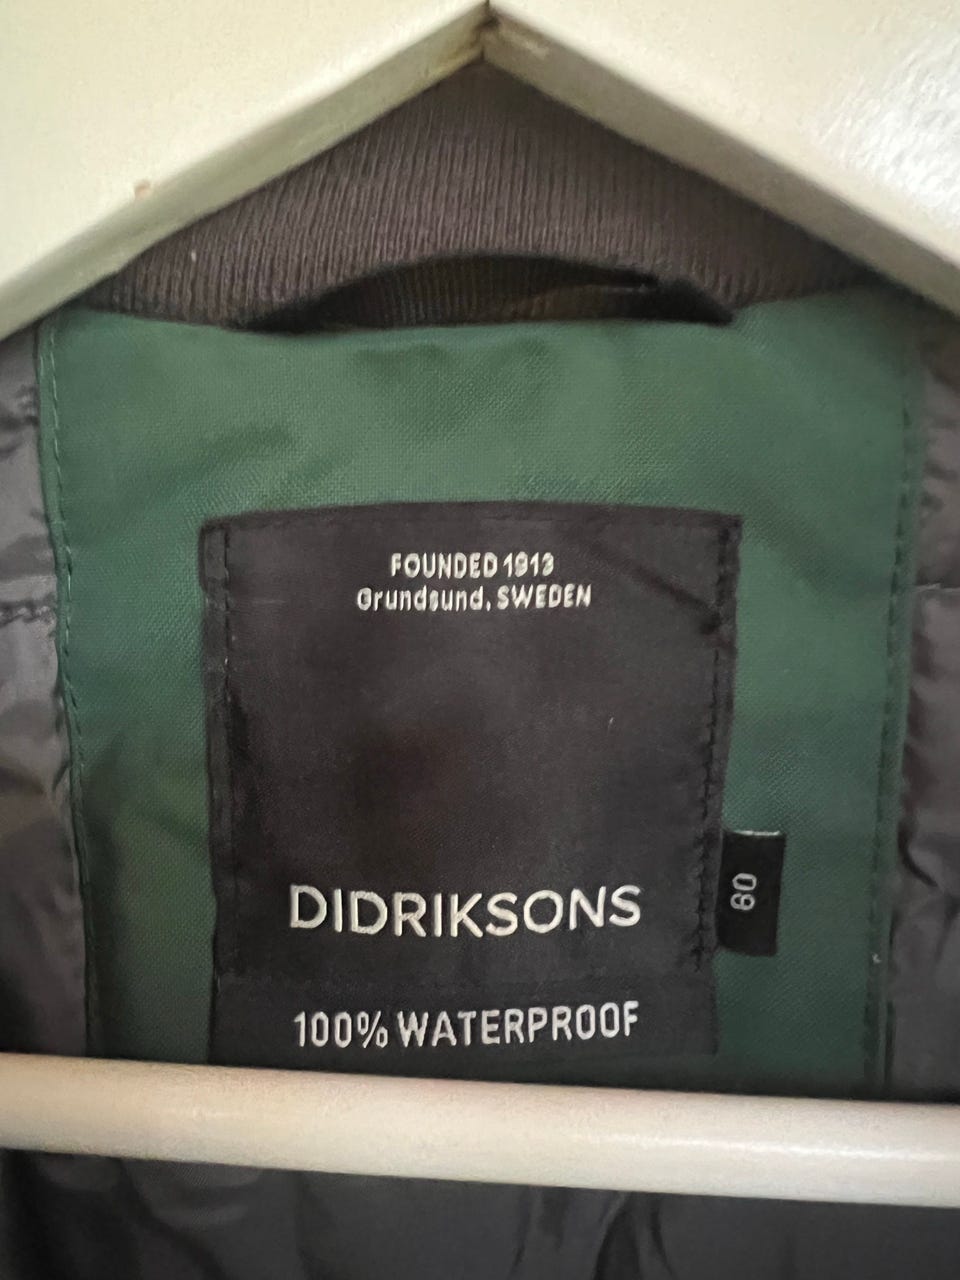 FOUNDED 1913
Grundsund, SWEDEN
DIDRIKSONS
60
100% WATERPROOF